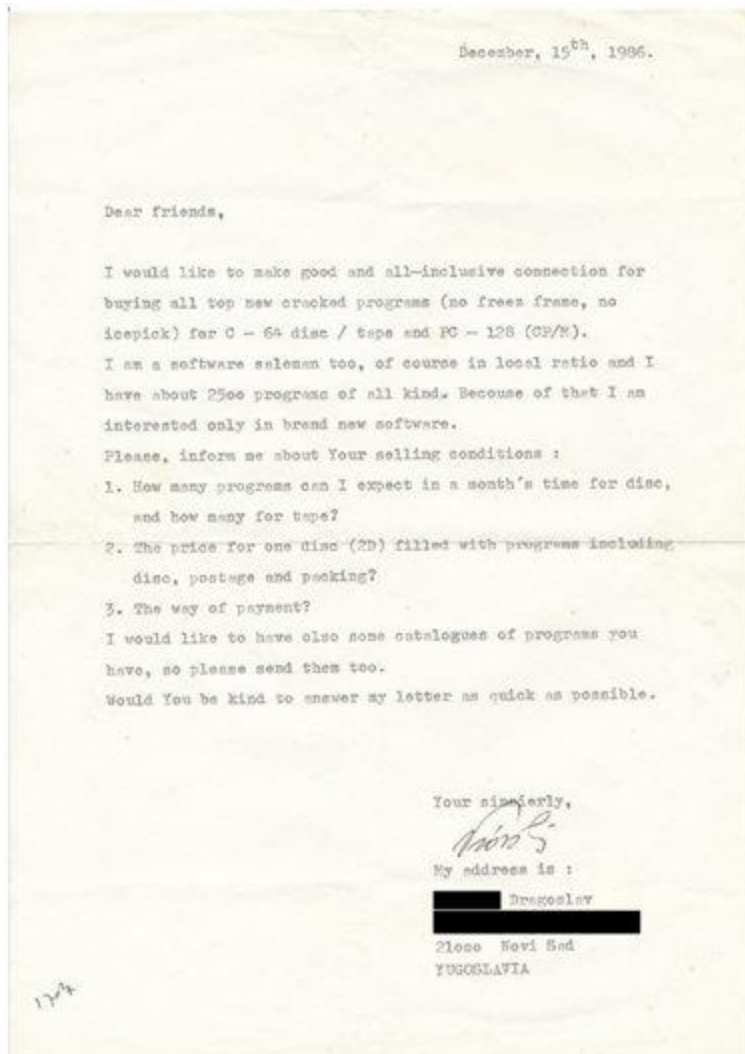 December, 15th, 1986.
Dear friends,
I would like to make good and all-inclusive connection for
buying all top new cracked programs (no freez frame, no
icepick) for C - 64 disc / tape and PC - 128 (CP/M).
I am a software saleman too, of course in local ratio and I
have about 25oo programs of all kind. Becouse of that I am
interested only in brand new software.
Please, inform me about Your selling conditions :
1. How many programs can I expect in a month's time for disc,
and how many for tape?
2. The price for one disc (2D) filled with programs including
disc, postage and packing?
3. The way of payment?
I would like to have olso some catalogues of programs you
have, so please send them too.
Would You be kind to answer my letter as quick as possible.
Your sincierly,
My address is :
Dragoslav
21ooo Novi Sad
YUGOSLAVIA